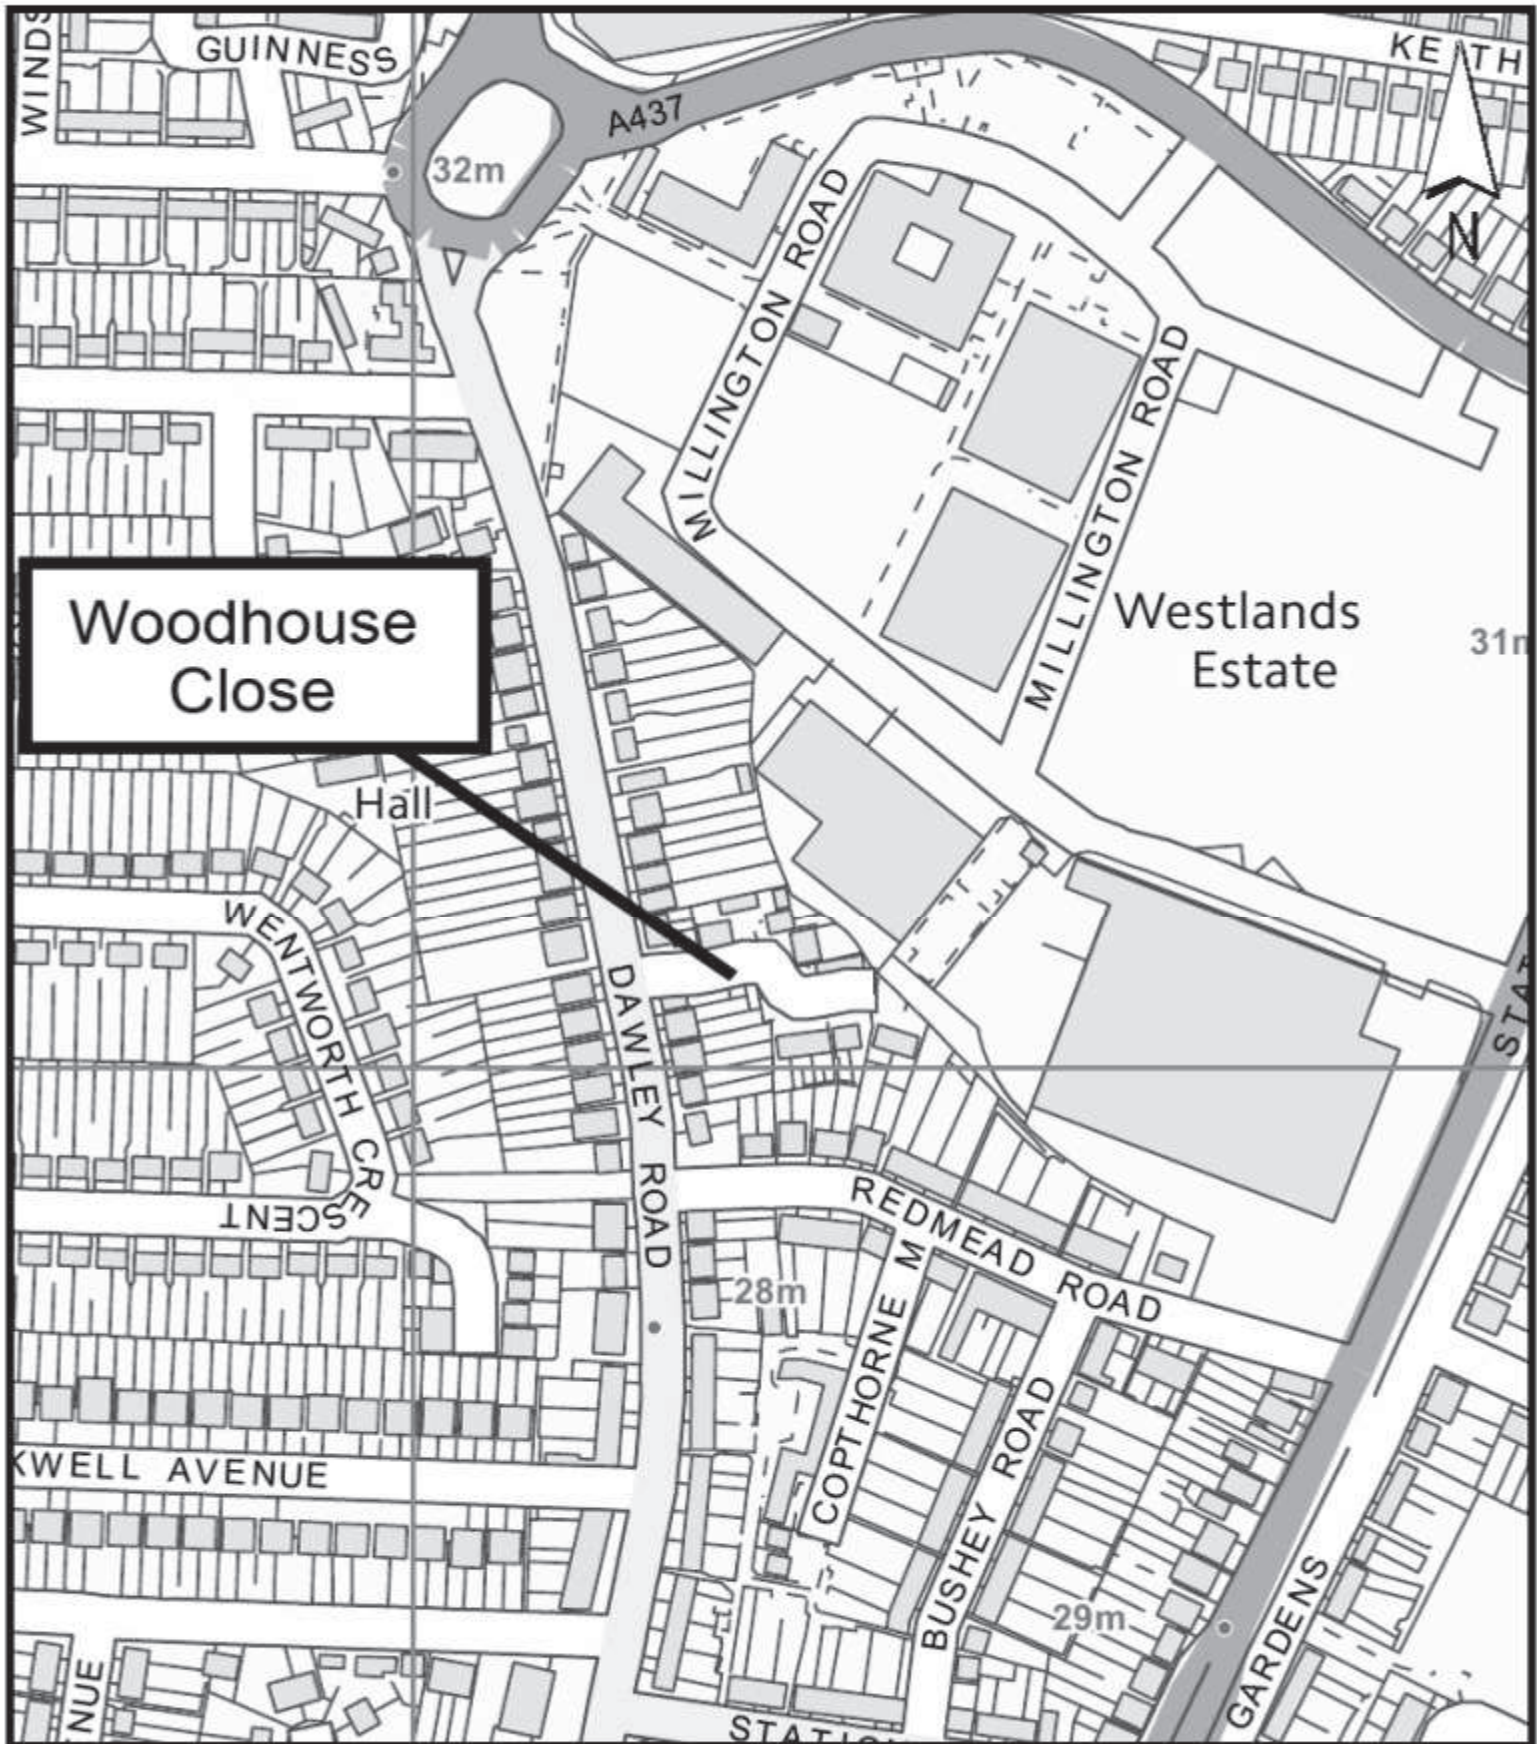 WINDS
GUINNESS
KEITH
A437
32m
N
MILLINGTON ROAD
MILLINGTON ROAD
Westlands
Estate
31m
Woodhouse
Close
Hall
WENTWORTH CRESCENT
DAWLEY ROAD
STA
REDMEAD ROAD
28m
COPTHORNE M
BUSHEY ROAD
KWELL AVENUE
29m
GARDENS
NUE
STATIO